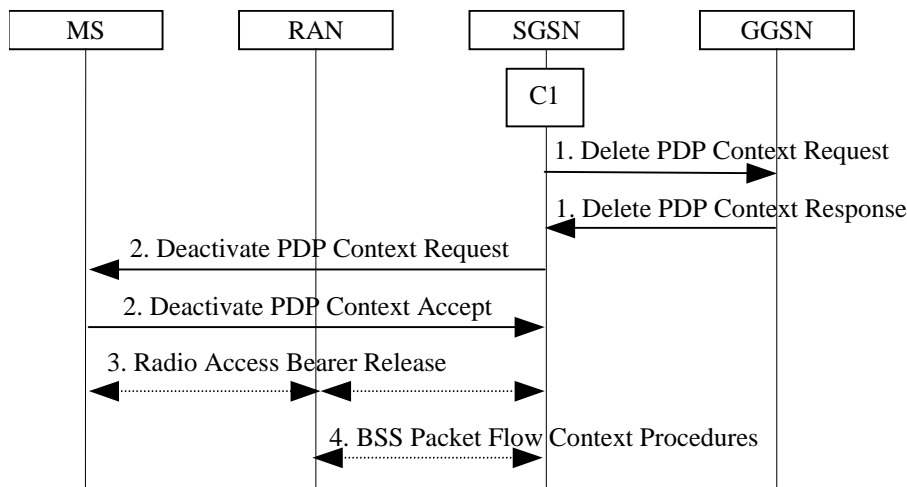 MS
RAN
SGSN
GGSN
C1
1. Delete PDP Context Request
1. Delete PDP Context Response
2. Deactivate PDP Context Request
2. Deactivate PDP Context Accept
3. Radio Access Bearer Release
4. BSS Packet Flow Context Procedures